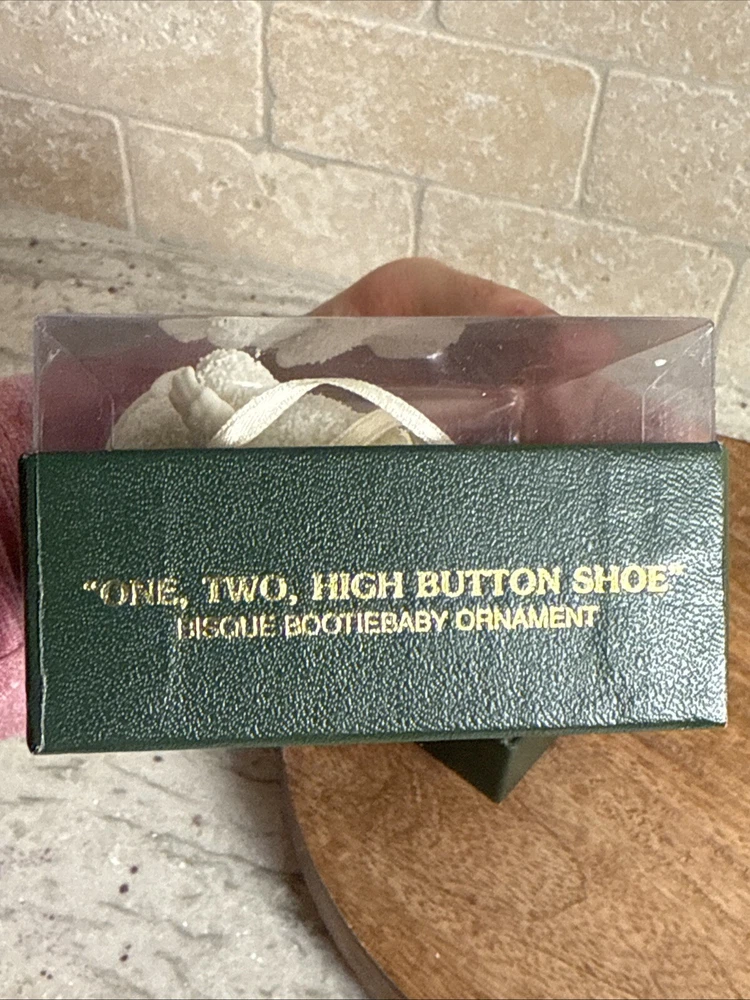 "ONE, TWO, HIGH BUTTON SHOE"
BISQUE BOOTIEBABY ORNAMENT